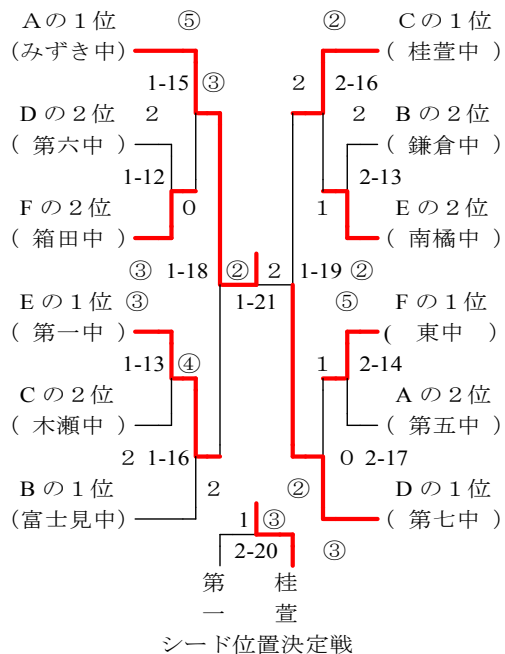 Aの1位 ⑤ ② Cの1位
(みずき中) (桂萱中)
1-15 ③ 2 2-16
Dの2位 2 2 Bの2位
(第六中) (鎌倉中)
1-12 2-13
Fの2位 0 1 Eの2位
(箱田中) (南橘中)
③ 1-18 ② 2 1-19 ②
Eの1位 ③ 1-21 ⑤ Fの1位
(第一中) (東中)
1-13 ④ 1 2-14
Cの2位 Aの2位
(木瀬中) (第五中)
2 1-16 0 2-17
Bの1位 2 ② Dの1位
(富士見中) (第七中)
1 ③
2-20 ③
第一 桂萱
シード位置決定戦